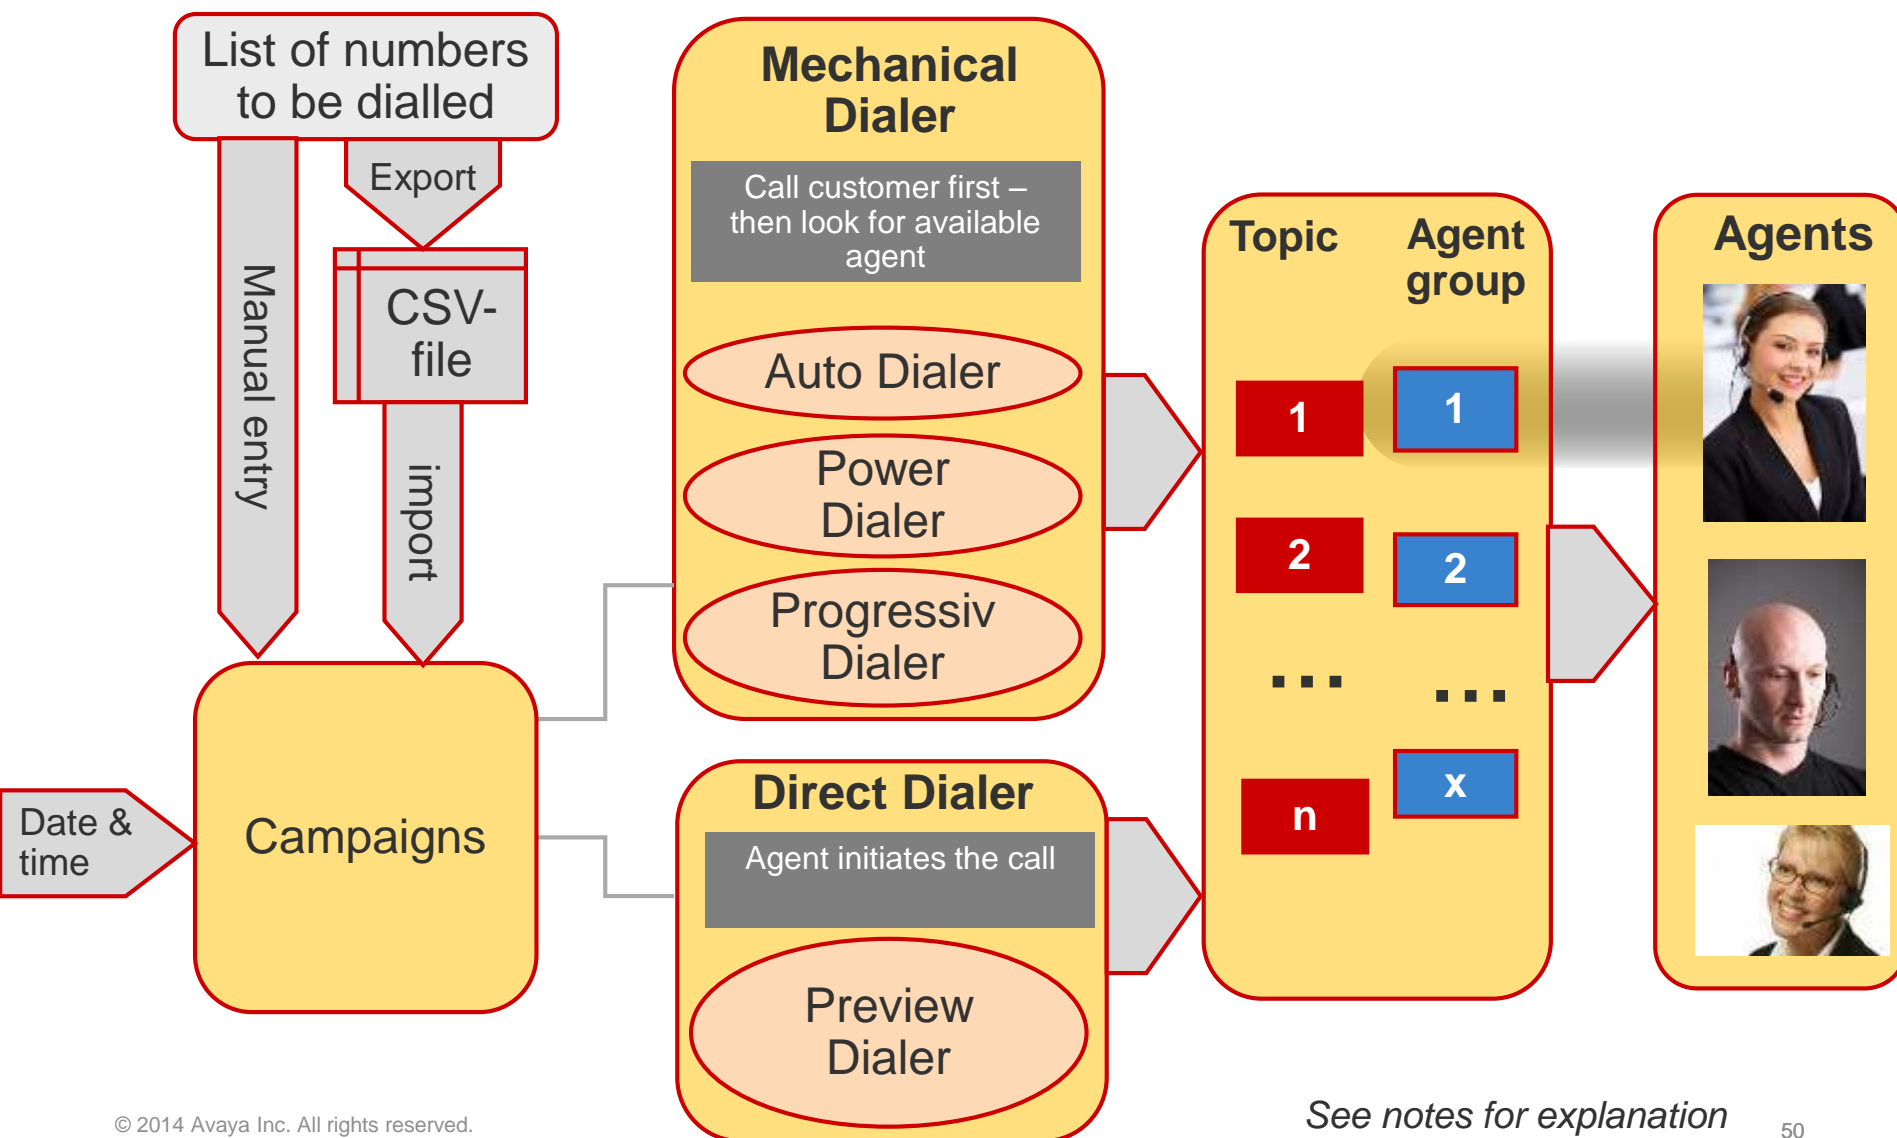 List of numbers
to be dialled
Export
Manual entry
CSV-
file
import
Date &
time
Campaigns
Mechanical
Dialer
Call customer first –
then look for available
agent
Auto Dialer
Power
Dialer
Progressiv
Dialer
Direct Dialer
Agent initiates the call
Preview
Dialer
Topic
Agent
group
1
1
2
2
...
...
n
x
Agents
© 2014 Avaya Inc. All rights reserved.
See notes for explanation
50